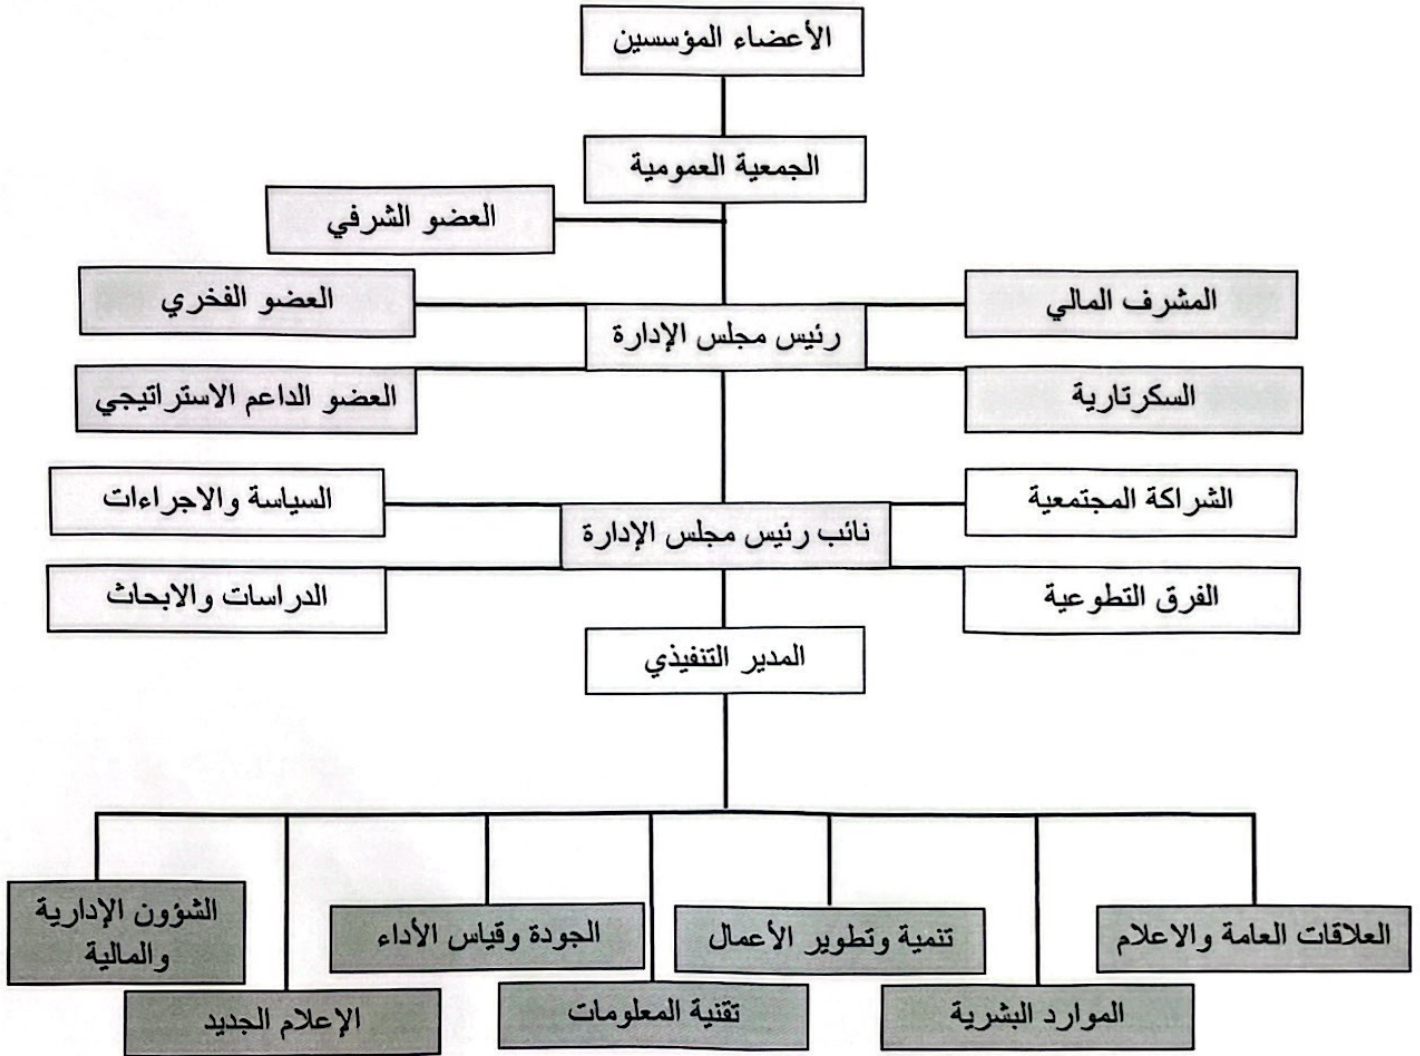 الأعضاء المؤسسين
الجمعية العمومية
العضو الشرفي
المشرف المالي
العضو الفخري
رئيس مجلس الإدارة
السكرتارية
العضو الداعم الاستراتيجي
الشراكة المجتمعية
السياسة والاجراءات
نائب رئيس مجلس الإدارة
الفرق التطوعية
الدراسات والابحاث
المدير التنفيذي
العلاقات العامة والاعلام
الموارد البشرية
تنمية وتطوير الأعمال
تقنية المعلومات
الجودة وقياس الأداء
الإعلام الجديد
الشؤون الإدارية
والمالية